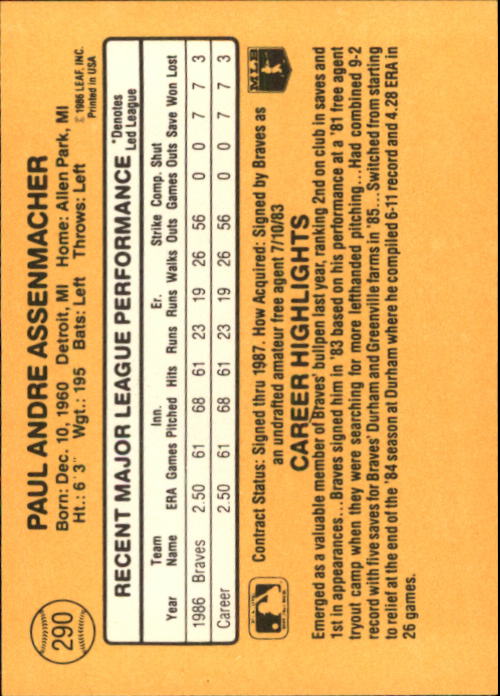 290
PAUL ANDRE ASSENMACHER
Born: Dec. 10, 1960 Detroit, MI Home: Allen Park, MI
Ht.: 6'3" Wgt.: 195 Bats: Left Throws: Left
© 1986 LEAF, INC.
Printed in USA
RECENT MAJOR LEAGUE PERFORMANCE *Denotes Led League
Year Team Name ERA Games Inn. Pitched Hits Runs Er. Runs Walks Strike Outs Comp. Games Shut Outs Save Won Lost
1986 Braves 2.50 61 68 61 23 19 26 56 0 0 7 7 3
Career 2.50 61 68 61 23 19 26 56 0 0 7 7 3
Contract Status: Signed thru 1987. How Acquired: Signed by Braves as
an undrafted amateur free agent 7/10/83
MLB
CAREER HIGHLIGHTS
Emerged as a valuable member of Braves' bullpen last year, ranking 2nd on club in saves and
1st in appearances...Braves signed him in '83 based on his performance at a '81 free agent
tryout camp when they were searching for more lefthanded pitching...Had combined 9-2
record with five saves for Braves' Durham and Greenville farms in '85...Switched from starting
to relief at the end of the '84 season at Durham where he compiled 6-11 record and 4.28 ERA in
26 games.